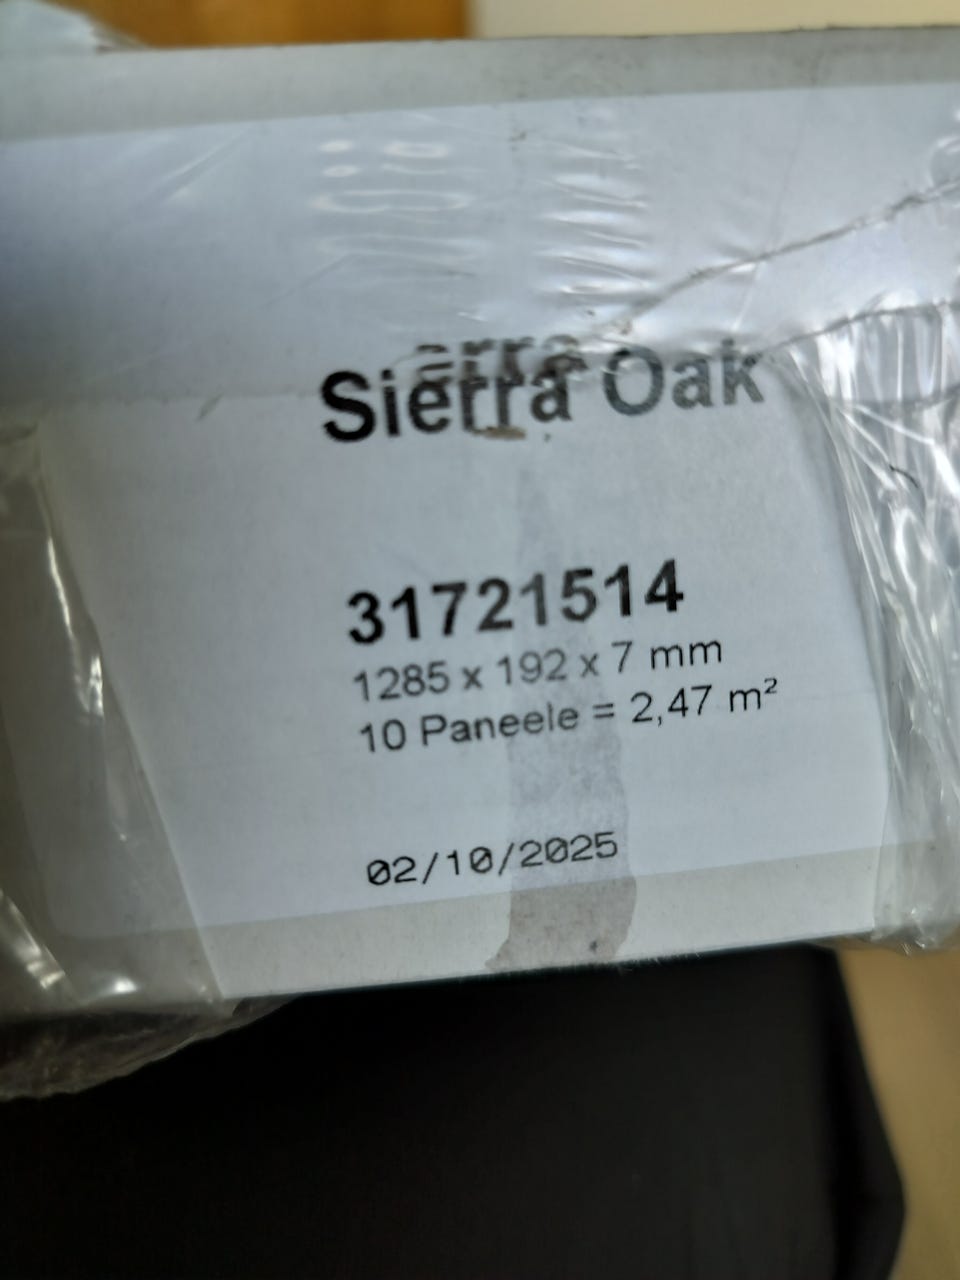 Sierra Oak
31721514
1285 x 192 x 7 mm
10 Paneele = 2,47 m²
02/10/2025